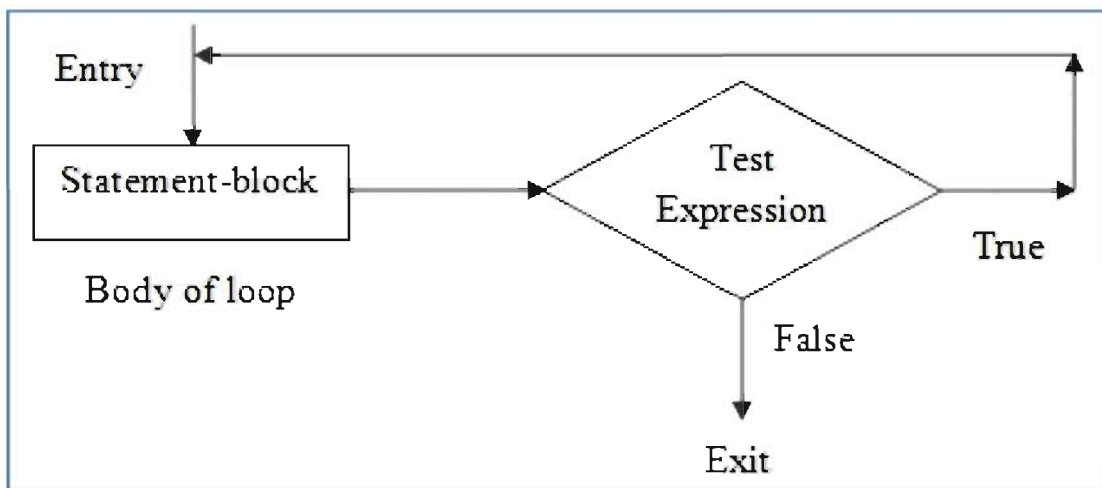 Entry
Statement-block
Body of loop
Test
Expression
True
False
Exit